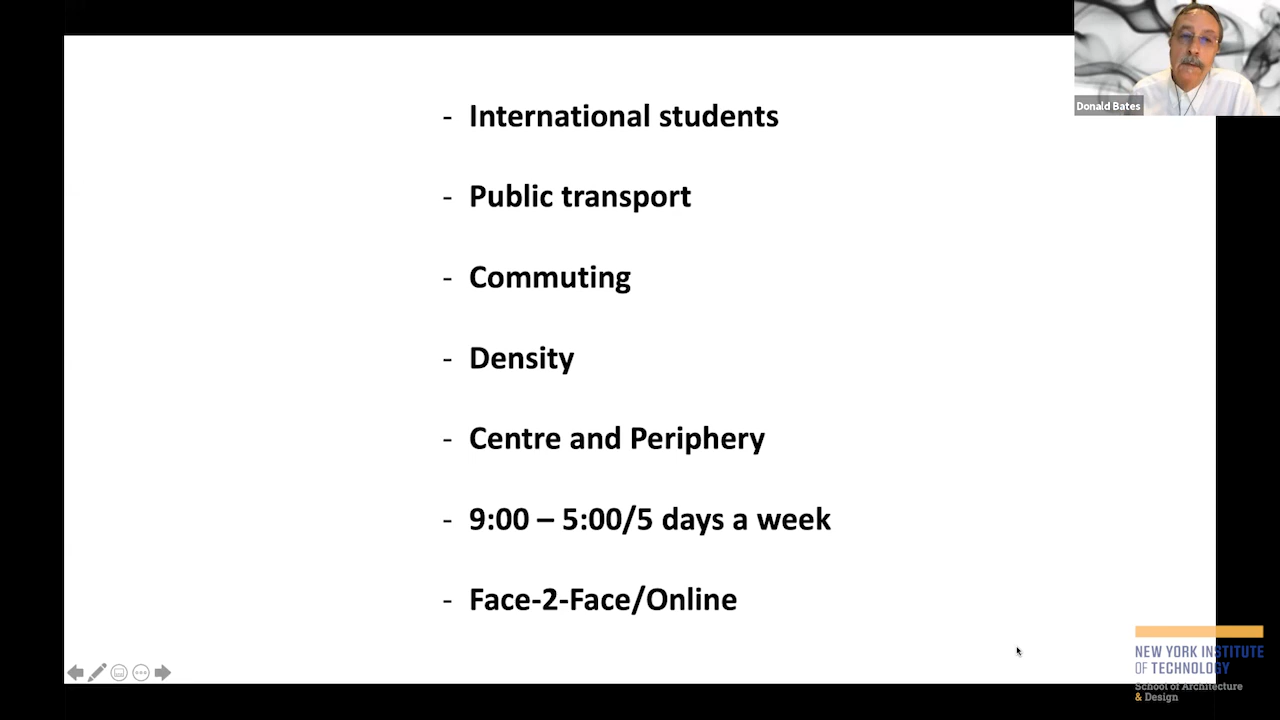 Donald Bates
- International students
- Public transport
- Commuting
- Density
- Centre and Periphery
- 9:00 – 5:00/5 days a week
- Face-2-Face/Online
NEW YORK INSTITUTE
OF TECHNOLOGY
School of Architecture
& Design